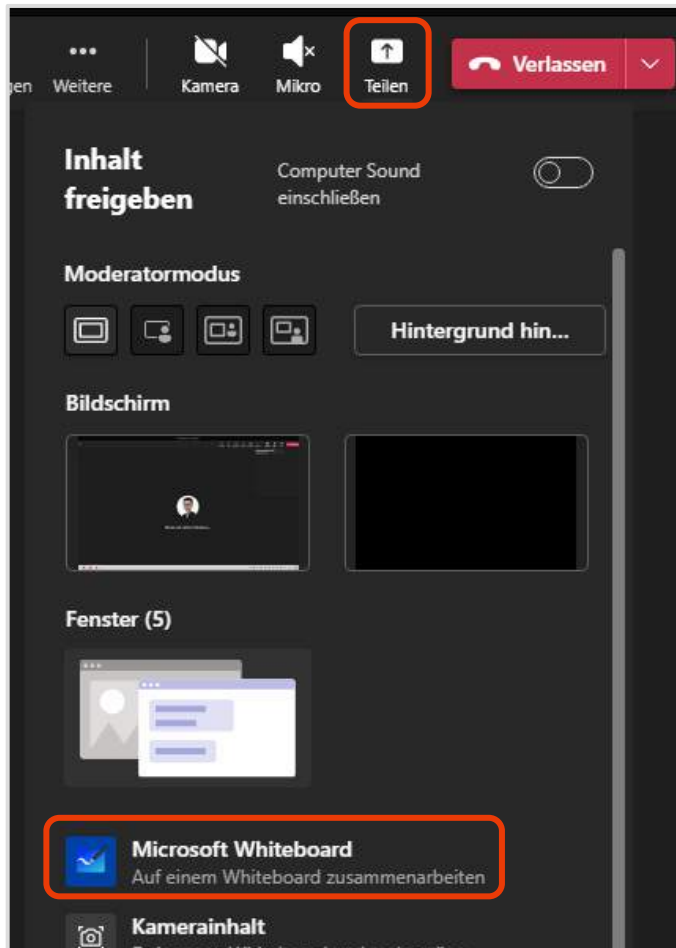 Weitere
Kamera
Mikro
Teilen
Verlassen
Inhalt
freigeben
Computer Sound
einschließen
Moderatormodus
Hintergrund hin...
Bildschirm
Fenster (5)
Microsoft Whiteboard
Auf einem Whiteboard zusammenarbeiten
Kamerainhalt